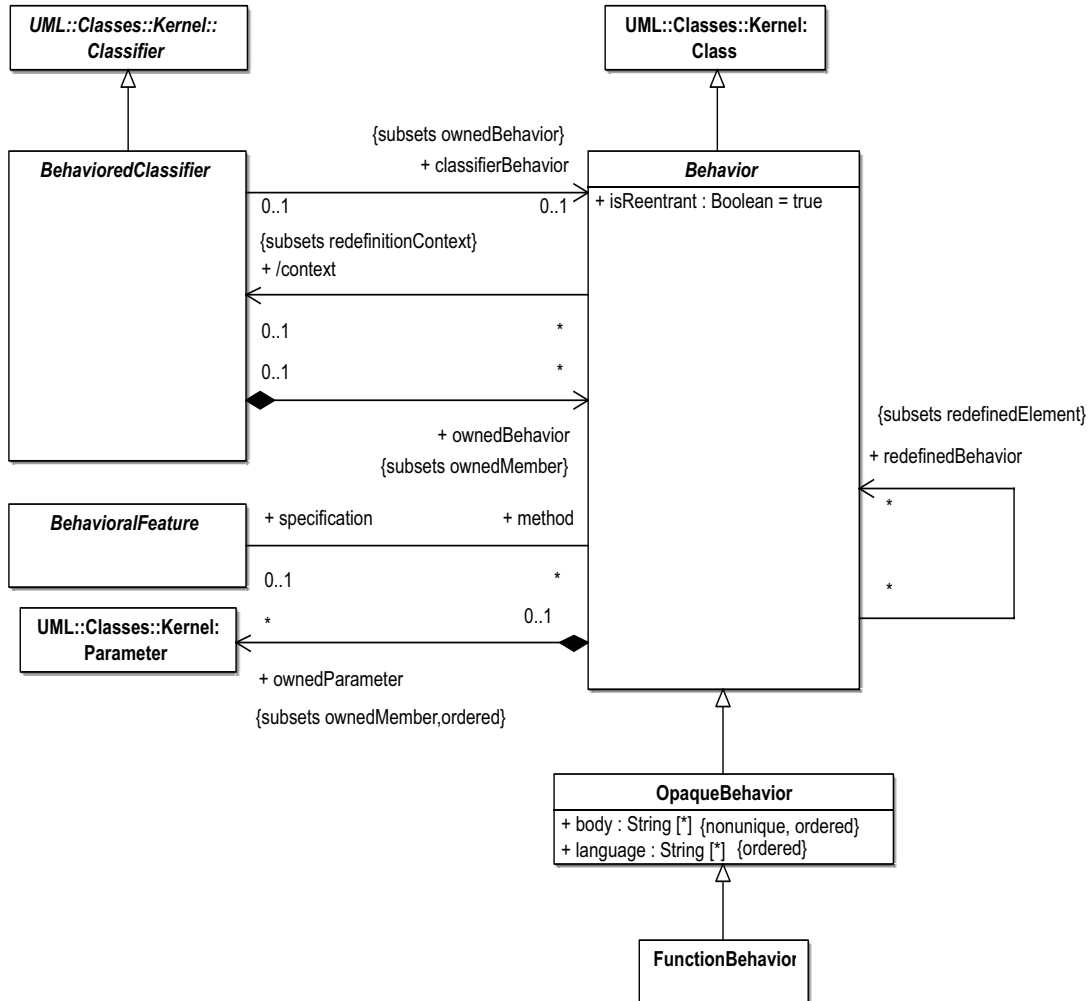 UML::Classes::Kernel::
Classifier
UML::Classes::Kernel:
Class
{subsets ownedBehavior}
+ classifierBehavior
BehavioredClassifier
Behavior
+ isReentrant : Boolean = true
0..1
0..1
{subsets redefinitionContext}
+ /context
0..1
*
0..1
*
+ ownedBehavior
{subsets ownedMember}
{subsets redefinedElement}
+ redefinedBehavior
*
*
BehavioralFeature
+ specification
+ method
0..1
*
UML::Classes::Kernel:
Parameter
*
0..1
+ ownedParameter
{subsets ownedMember,ordered}
OpaqueBehavior
+ body : String [*] {nonunique, ordered}
+ language : String [*] {ordered}
FunctionBehavior